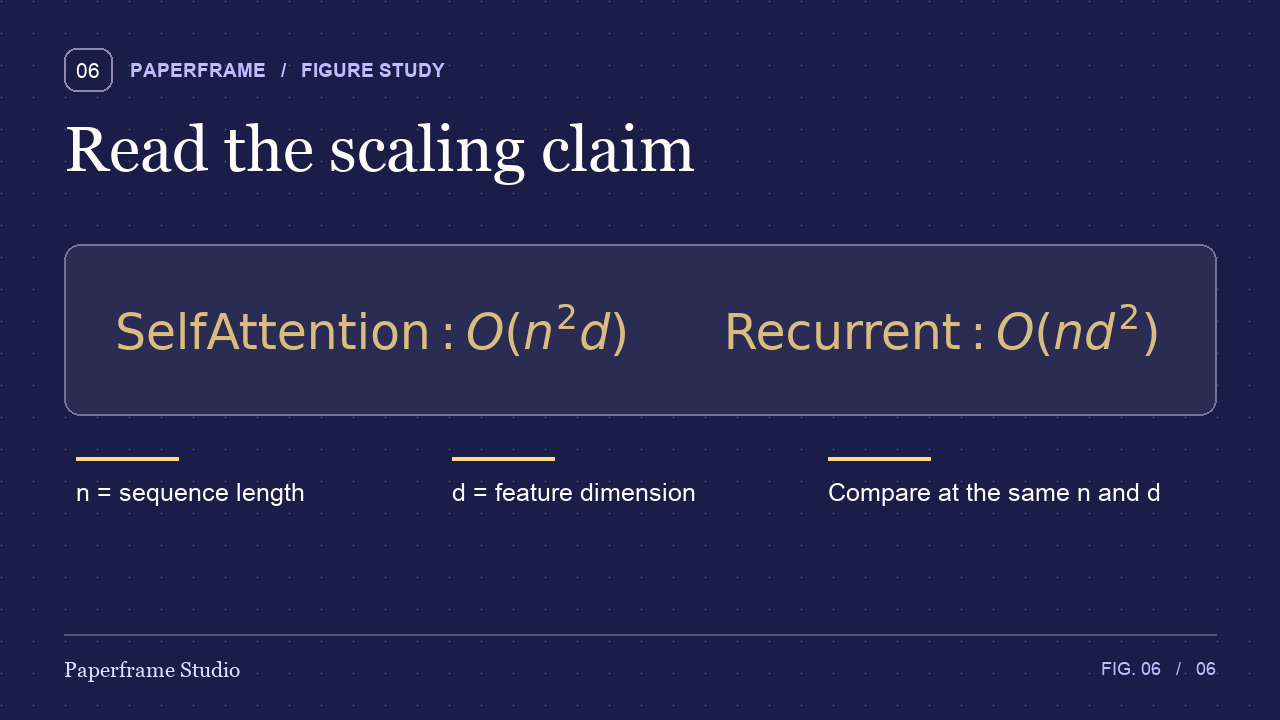 06 PAPERFRAME / FIGURE STUDY
Read the scaling claim
SelfAttention : O(n²d) Recurrent : O(nd²)
n = sequence length d = feature dimension Compare at the same n and d
Paperframe Studio FIG. 06 / 06